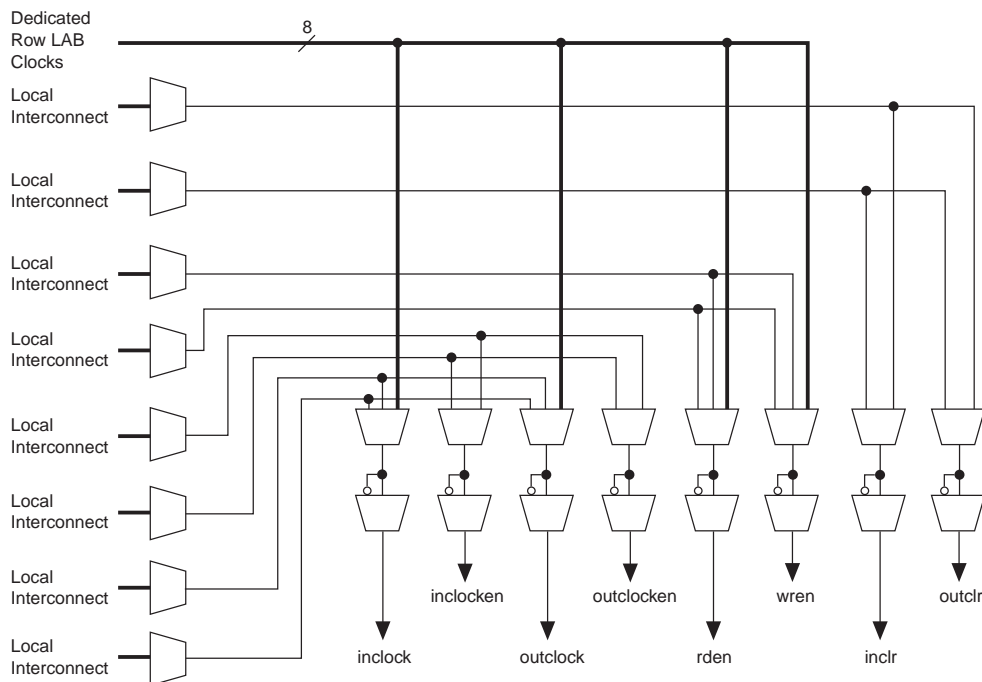 Dedicated
Row LAB
Clocks
8
Local
Interconnect
Local
Interconnect
Local
Interconnect
Local
Interconnect
Local
Interconnect
Local
Interconnect
Local
Interconnect
Local
Interconnect
inclocken
outclocken
wren
outclr
inclock
outclock
rden
inclr